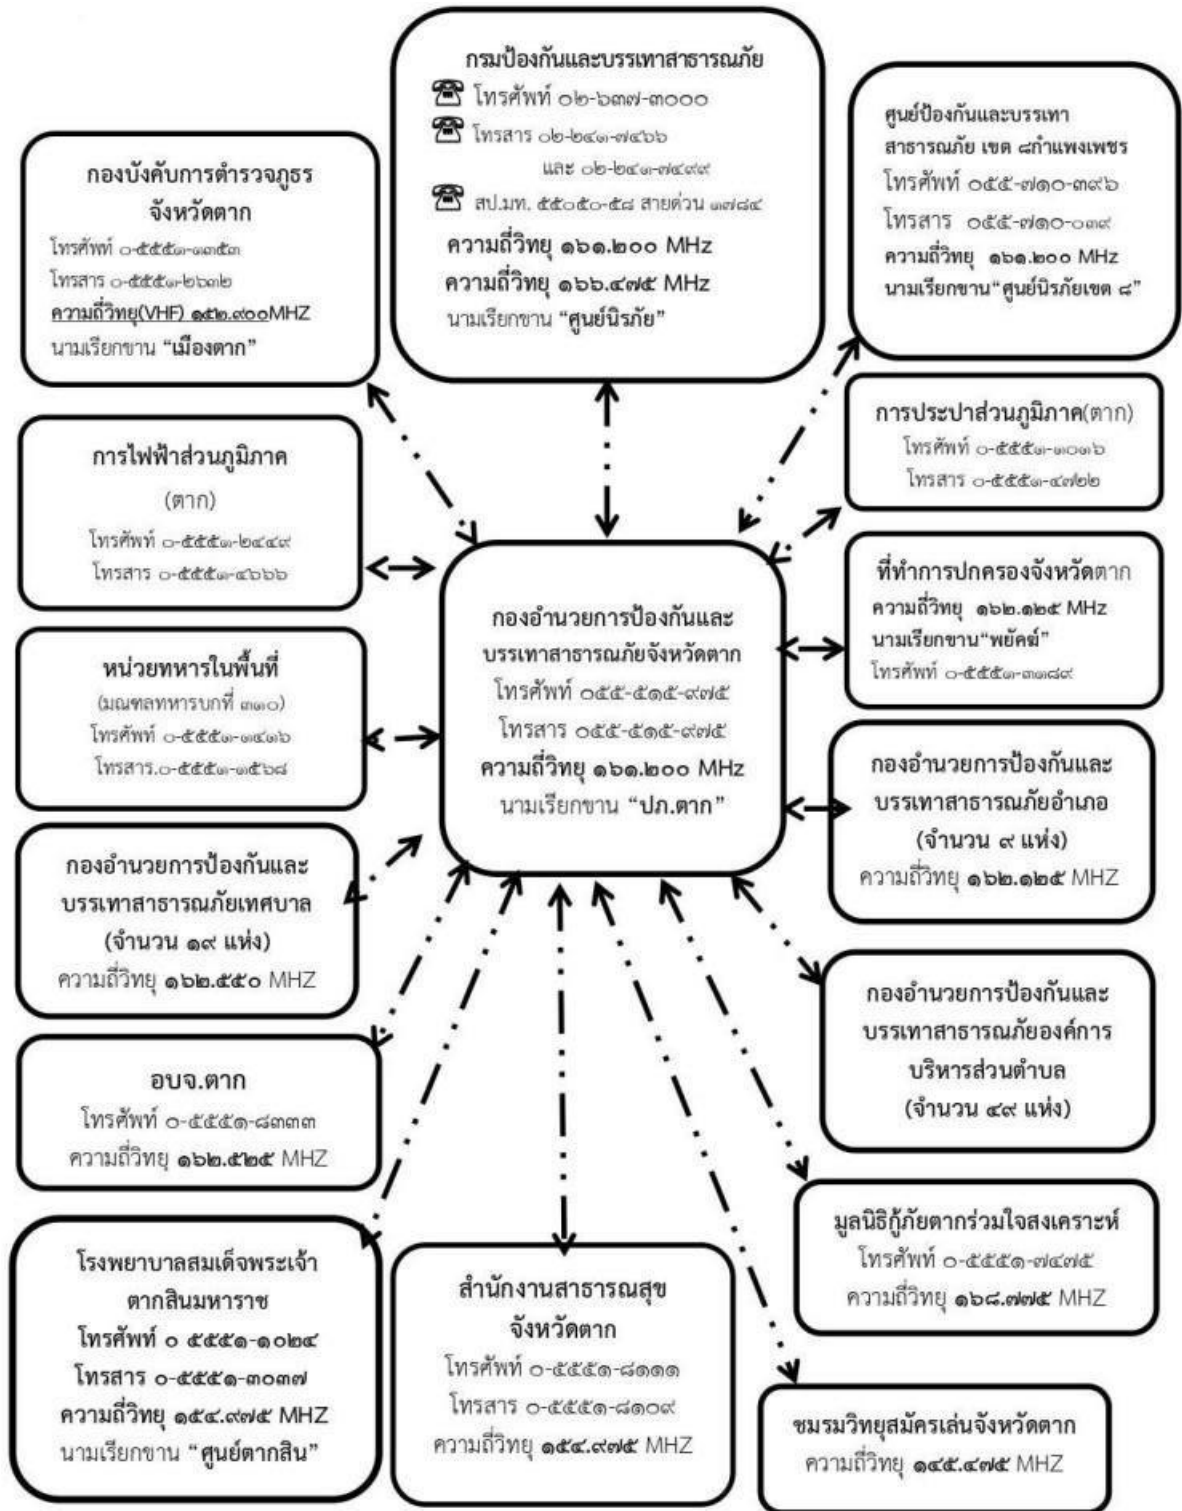 กรมป้องกันและบรรเทาสาธารณภัย
โทรศัพท์ ๐๒-๖๓๗-๓๐๐๐
โทรสาร ๐๒-๒๔๑-๗๔๖๖
และ ๐๒-๒๔๑-๗๔๙๙
สป.มท. ๕๕๐๕๐-๕๘ สายด่วน ๑๗๘๔
ความถี่วิทยุ ๑๖๑.๒๐๐ MHz
ความถี่วิทยุ ๑๖๖.๔๗๕ MHz
นามเรียกขาน “ศูนย์นิรภัย”
ศูนย์ป้องกันและบรรเทา
สาธารณภัย เขต ๘กำแพงเพชร
โทรศัพท์ ๐๕๕-๗๑๐-๓๙๖
โทรสาร ๐๕๕-๗๑๐-๐๓๙
ความถี่วิทยุ ๑๖๑.๒๐๐ MHz
นามเรียกขาน“ศูนย์นิรภัยเขต ๘”
กองบังคับการตำรวจภูธร
จังหวัดตาก
โทรศัพท์ ๐-๕๕๕๑-๑๓๕๓
โทรสาร ๐-๕๕๕๑-๒๖๓๒
ความถี่วิทยุ(VHF) ๑๕๒.๙๐๐MHZ
นามเรียกขาน “เมืองตาก”
การประปาส่วนภูมิภาค(ตาก)
โทรศัพท์ ๐-๕๕๕๑-๑๐๑๖
โทรสาร ๐-๕๕๕๑-๔๗๒๒
การไฟฟ้าส่วนภูมิภาค
(ตาก)
โทรศัพท์ ๐-๕๕๕๑-๒๔๔๙
โทรสาร ๐-๕๕๕๑-๔๖๖๖
ที่ทำการปกครองจังหวัดตาก
ความถี่วิทยุ ๑๖๒.๑๒๕ MHz
นามเรียกขาน“พยัคฆ์”
โทรศัพท์ ๐-๕๕๕๑-๓๑๘๙
กองอำนวยการป้องกันและ
บรรเทาสาธารณภัยจังหวัดตาก
โทรศัพท์ ๐๕๕-๕๑๕-๙๗๕
โทรสาร ๐๕๕-๕๑๕-๙๗๕
ความถี่วิทยุ ๑๖๑.๒๐๐ MHz
นามเรียกขาน “ปภ.ตาก”
หน่วยทหารในพื้นที่
(มณฑลทหารบกที่ ๓๑๐)
โทรศัพท์ ๐-๕๕๕๑-๑๔๑๖
โทรสาร.๐-๕๕๕๑-๑๕๖๘
กองอำนวยการป้องกันและ
บรรเทาสาธารณภัยอำเภอ
(จำนวน ๙ แห่ง)
ความถี่วิทยุ ๑๖๒.๑๒๕ MHZ
กองอำนวยการป้องกันและ
บรรเทาสาธารณภัยเทศบาล
(จำนวน ๑๙ แห่ง)
ความถี่วิทยุ ๑๖๒.๕๕๐ MHZ
กองอำนวยการป้องกันและ
บรรเทาสาธารณภัยองค์การ
บริหารส่วนตำบล
(จำนวน ๔๙ แห่ง)
อบจ.ตาก
โทรศัพท์ ๐-๕๕๕๑-๘๓๓๓
ความถี่วิทยุ ๑๖๒.๕๒๕ MHZ
มูลนิธิกู้ภัยตากร่วมใจสงเคราะห์
โทรศัพท์ ๐-๕๕๕๑-๗๔๗๕
ความถี่วิทยุ ๑๖๘.๗๗๕ MHZ
โรงพยาบาลสมเด็จพระเจ้า
ตากสินมหาราช
โทรศัพท์ ๐ ๕๕๕๑-๑๐๒๔
โทรสาร ๐-๕๕๕๑-๓๐๓๗
ความถี่วิทยุ ๑๕๔.๙๗๕ MHZ
นามเรียกขาน “ศูนย์ตากสิน”
สำนักงานสาธารณสุข
จังหวัดตาก
โทรศัพท์ ๐-๕๕๕๑-๘๑๑๑
โทรสาร ๐-๕๕๕๑-๘๑๐๙
ความถี่วิทยุ ๑๕๔.๙๗๕ MHZ
ชมรมวิทยุสมัครเล่นจังหวัดตาก
ความถี่วิทยุ ๑๔๕.๔๗๕ MHZ